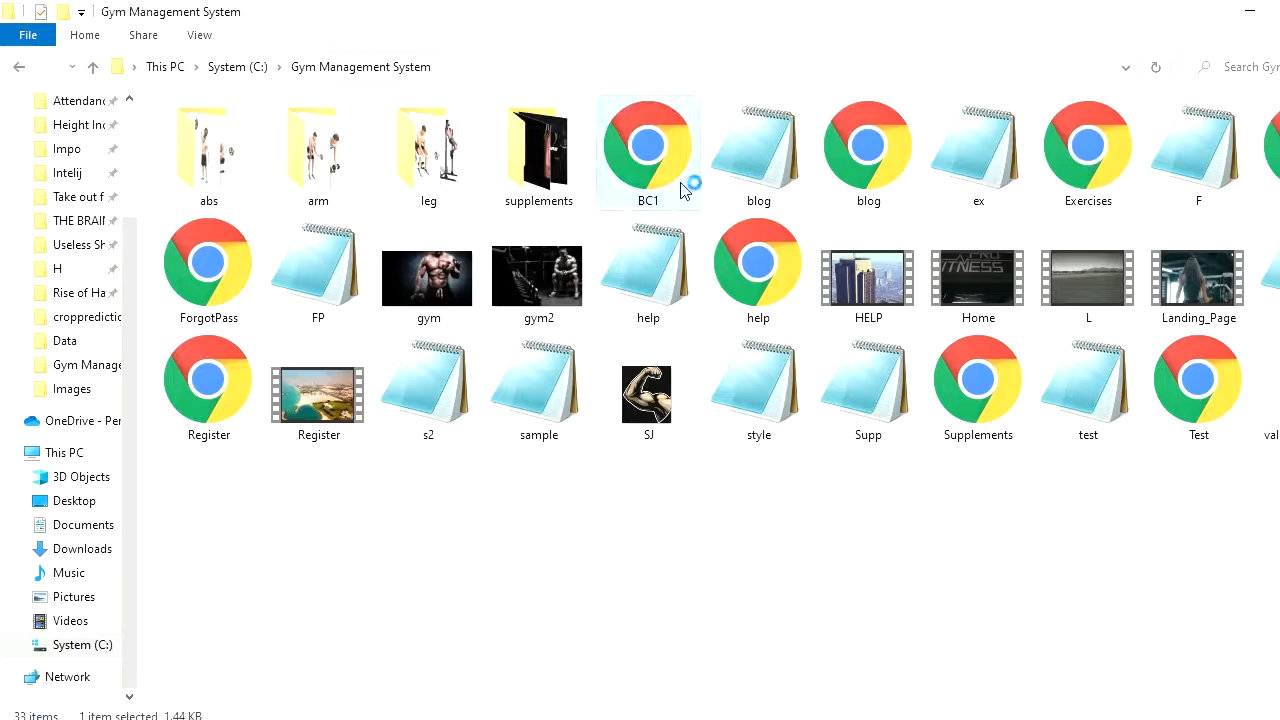 Gym Management System
File Home Share View
This PC System (C:) Gym Management System Search Gy
Attendanc
Height Inc
Impo
Intelij
Take out f
THE BRAIN
Useless Sh
H
Rise of Ha
cropprediction
Data
Gym Manage
Images
OneDrive - Per
This PC
3D Objects
Desktop
Documents
Downloads
Music
Pictures
Videos
System (C:)
Network
abs arm leg supplements BC1 blog blog ex Exercises F
ForgotPass FP gym gym2 help help HELP Home L Landing_Page
Register Register s2 sample SJ style Supp Supplements test Test val
33 items 1 item selected 1.44 KB